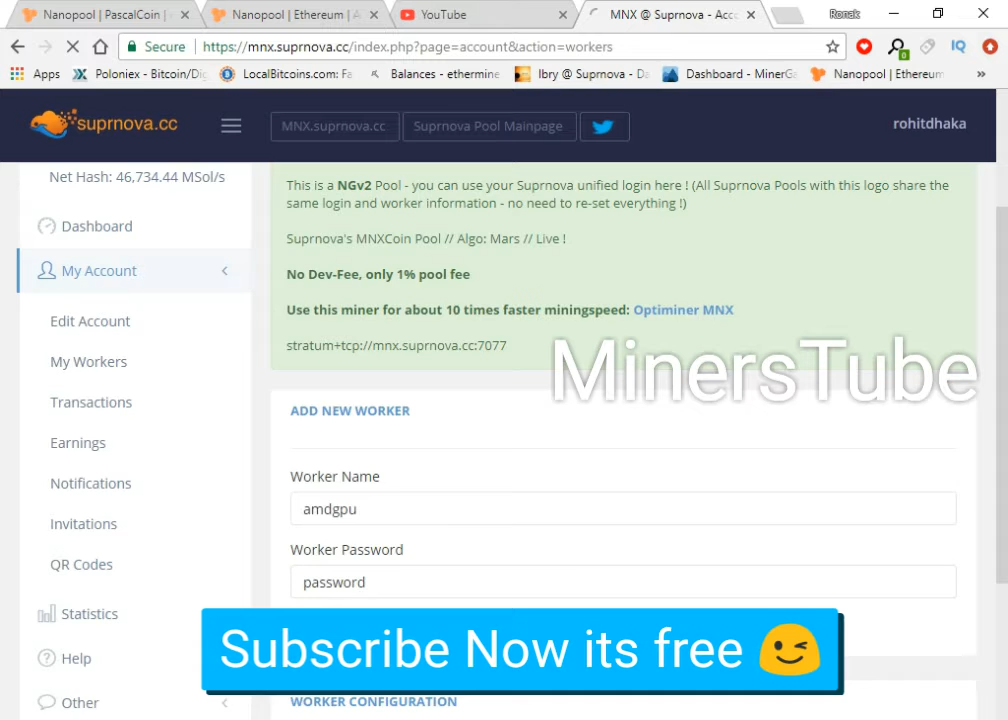 Nanopool | PascalCoin |
Nanopool | Ethereum | A
YouTube
MNX @ Suprnova - Acc
Ronak
Secure
https://mnx.suprnova.cc/index.php?page=account&action=workers
0
IQ
Apps
Poloniex - Bitcoin/Dig
LocalBitcoins.com: Fa
Balances - ethermine
lbry @ Suprnova - Da
Dashboard - MinerGa
Nanopool | Ethereum
»
suprnova.cc
MNX.suprnova.cc
Suprnova Pool Mainpage
rohitdhaka
Net Hash: 46,734.44 MSol/s
Dashboard
My Account
Edit Account
My Workers
Transactions
Earnings
Notifications
Invitations
QR Codes
Statistics
Help
Other
This is a NGv2 Pool - you can use your Suprnova unified login here ! (All Suprnova Pools with this logo share the
same login and worker information - no need to re-set everything !)
Suprnova's MNXCoin Pool // Algo: Mars // Live !
No Dev-Fee, only 1% pool fee
Use this miner for about 10 times faster miningspeed: Optiminer MNX
stratum+tcp://mnx.suprnova.cc:7077
MinersTube
ADD NEW WORKER
Worker Name
amdgpu
Worker Password
password
Subscribe Now its free
WORKER CONFIGURATION